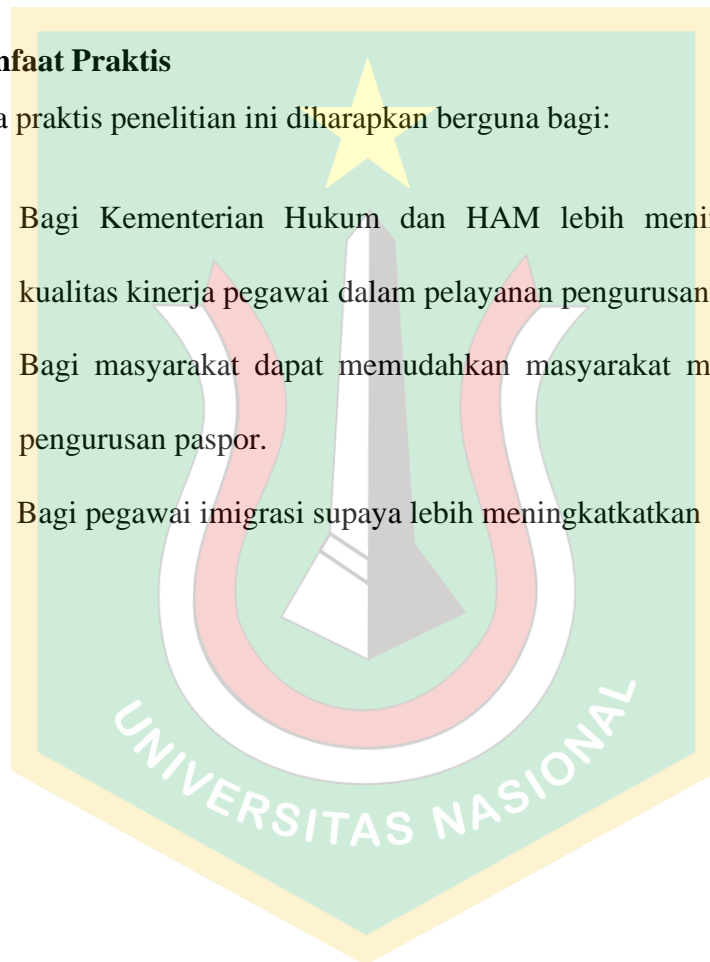 nfaat Praktis
a praktis penelitian ini diharapkan berguna bagi:
Bagi Kementerian Hukum dan HAM lebih meni
kualitas kinerja pegawai dalam pelayanan pengurusan
Bagi masyarakat dapat memudahkan masyarakat m
pengurusan paspor.
Bagi pegawai imigrasi supaya lebih meningkatkatkan
UNIVERSITAS NASIONAL